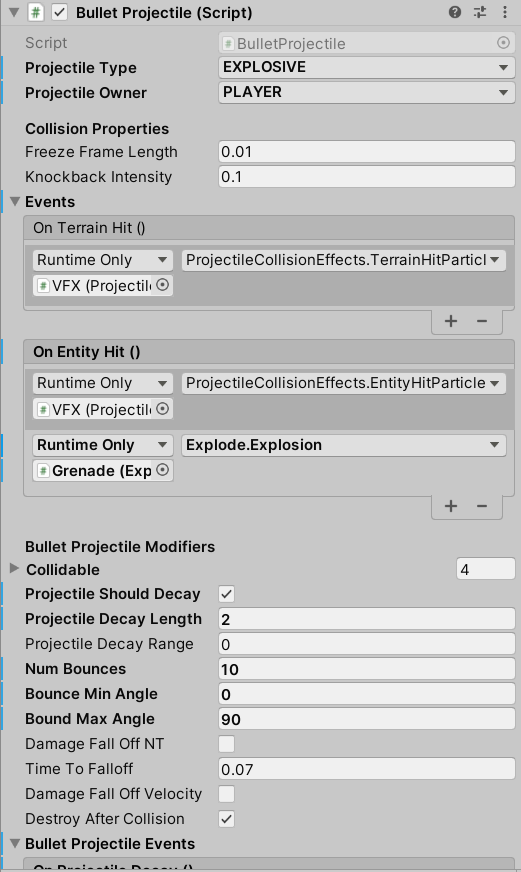 # Bullet Projectile (Script)
Script # BulletProjectile
Projectile Type EXPLOSIVE
Projectile Owner PLAYER
Collision Properties
Freeze Frame Length 0.01
Knockback Intensity 0.1
Events
On Terrain Hit ()
Runtime Only ProjectileCollisionEffects.TerrainHitParticl
# VFX (Projectil
+ −
On Entity Hit ()
Runtime Only ProjectileCollisionEffects.EntityHitParticle
# VFX (Projectil
Runtime Only Explode.Explosion
# Grenade (Exp
+ −
Bullet Projectile Modifiers
Collidable 4
Projectile Should Decay
Projectile Decay Length 2
Projectile Decay Range 0
Num Bounces 10
Bounce Min Angle 0
Bound Max Angle 90
Damage Fall Off NT
Time To Falloff 0.07
Damage Fall Off Velocity
Destroy After Collision
Bullet Projectile Events
On Projectile Decay ()